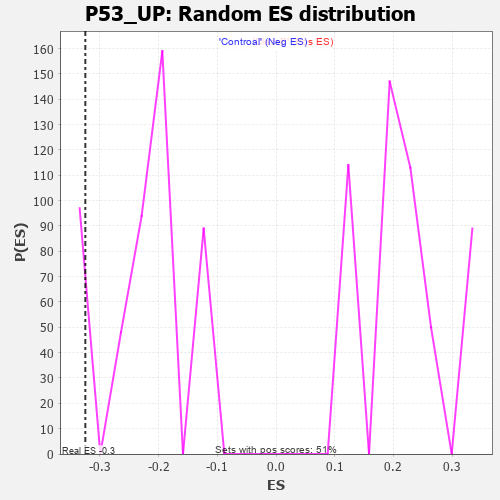 P53_UP: Random ES distribution
'Controal' (Neg ES)s ES)
160
150
140
130
120
110
100
90
80
70
60
50
40
30
20
10
0
P(ES)
Real ES -0.3
Sets with pos scores: 51%
-0.3 -0.2 -0.1 0.0 0.1 0.2 0.3
ES